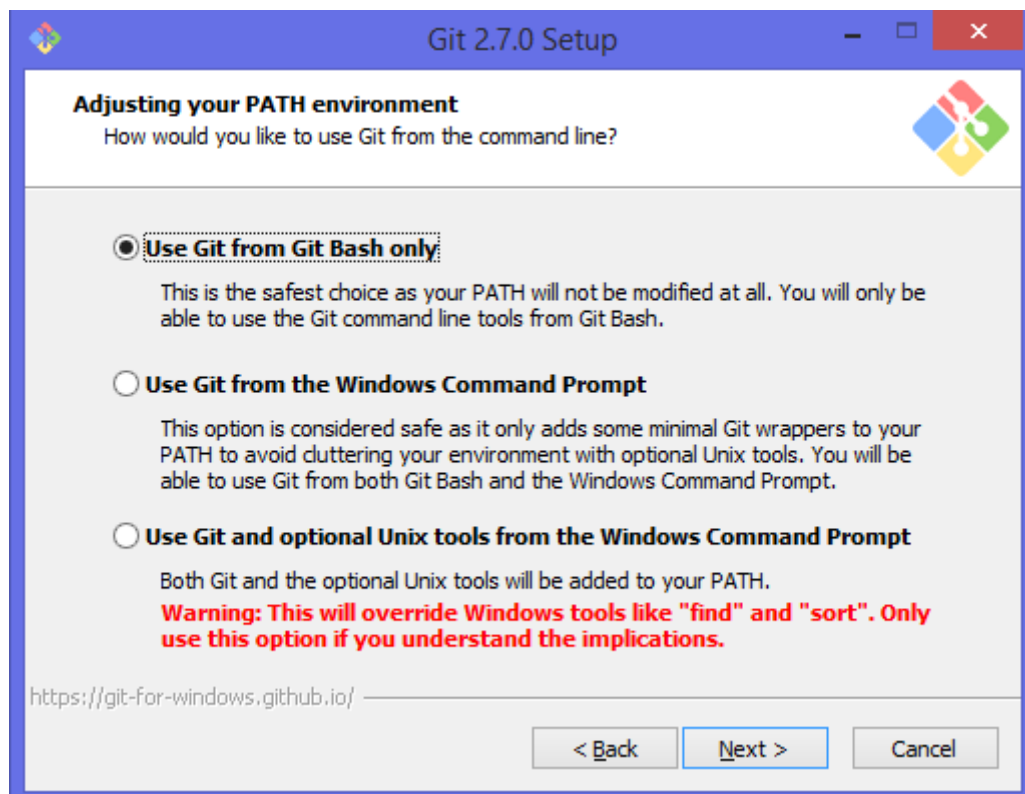 Git 2.7.0 Setup
Adjusting your PATH environment
How would you like to use Git from the command line?
Use Git from Git Bash only
This is the safest choice as your PATH will not be modified at all. You will only be
able to use the Git command line tools from Git Bash.
Use Git from the Windows Command Prompt
This option is considered safe as it only adds some minimal Git wrappers to your
PATH to avoid cluttering your environment with optional Unix tools. You will be
able to use Git from both Git Bash and the Windows Command Prompt.
Use Git and optional Unix tools from the Windows Command Prompt
Both Git and the optional Unix tools will be added to your PATH.
Warning: This will override Windows tools like "find" and "sort". Only
use this option if you understand the implications.
https://git-for-windows.github.io/
< Back Next > Cancel